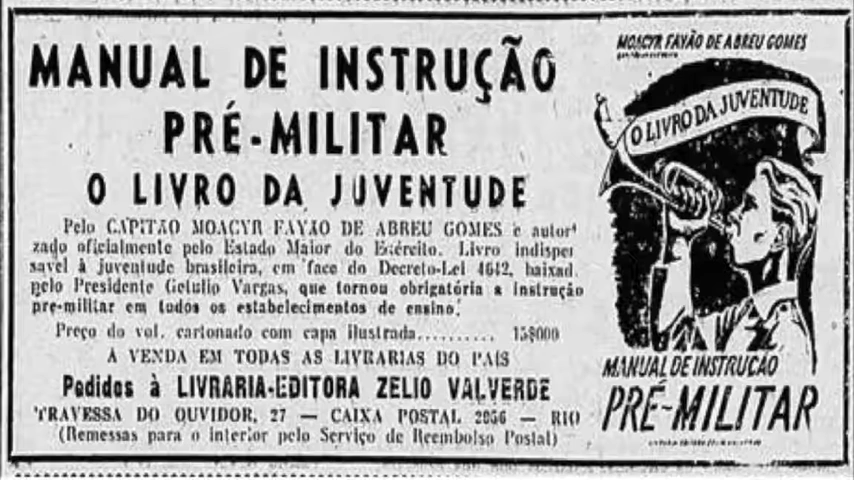 MANUAL DE INSTRUÇÃO
PRÉ-MILITAR
O LIVRO DA JUVENTUDE
Pelo CAPITÃO MOACYR FAYÃO DE ABREU GOMES e autori
zado oficialmente pelo Estado Maior do Exército. Livro indispen
savel à juventude brasileira, em face do Decreto-Lei 4642, baixad
pelo Presidente Getulio Vargas, que tornou obrigatória a instrução
pre-militar em todos os estabelecimentos de ensino.
Preço do vol. cartonado com capa ilustrada.......... 15$000
À VENDA EM TODAS AS LIVRARIAS DO PAÍS
Pedidos à LIVRARIA-EDITORA ZELIO VALVERDE
TRAVESSA DO OUVIDOR, 27 — CAIXA POSTAL 2956 — RIO
(Remessas para o interior pelo Serviço de Reembolso Postal)
MOACYR FAYÃO DE ABREU GOMES
O LIVRO DA JUVENTUDE
MANUAL DE INSTRUÇÃO
PRÉ-MILITAR